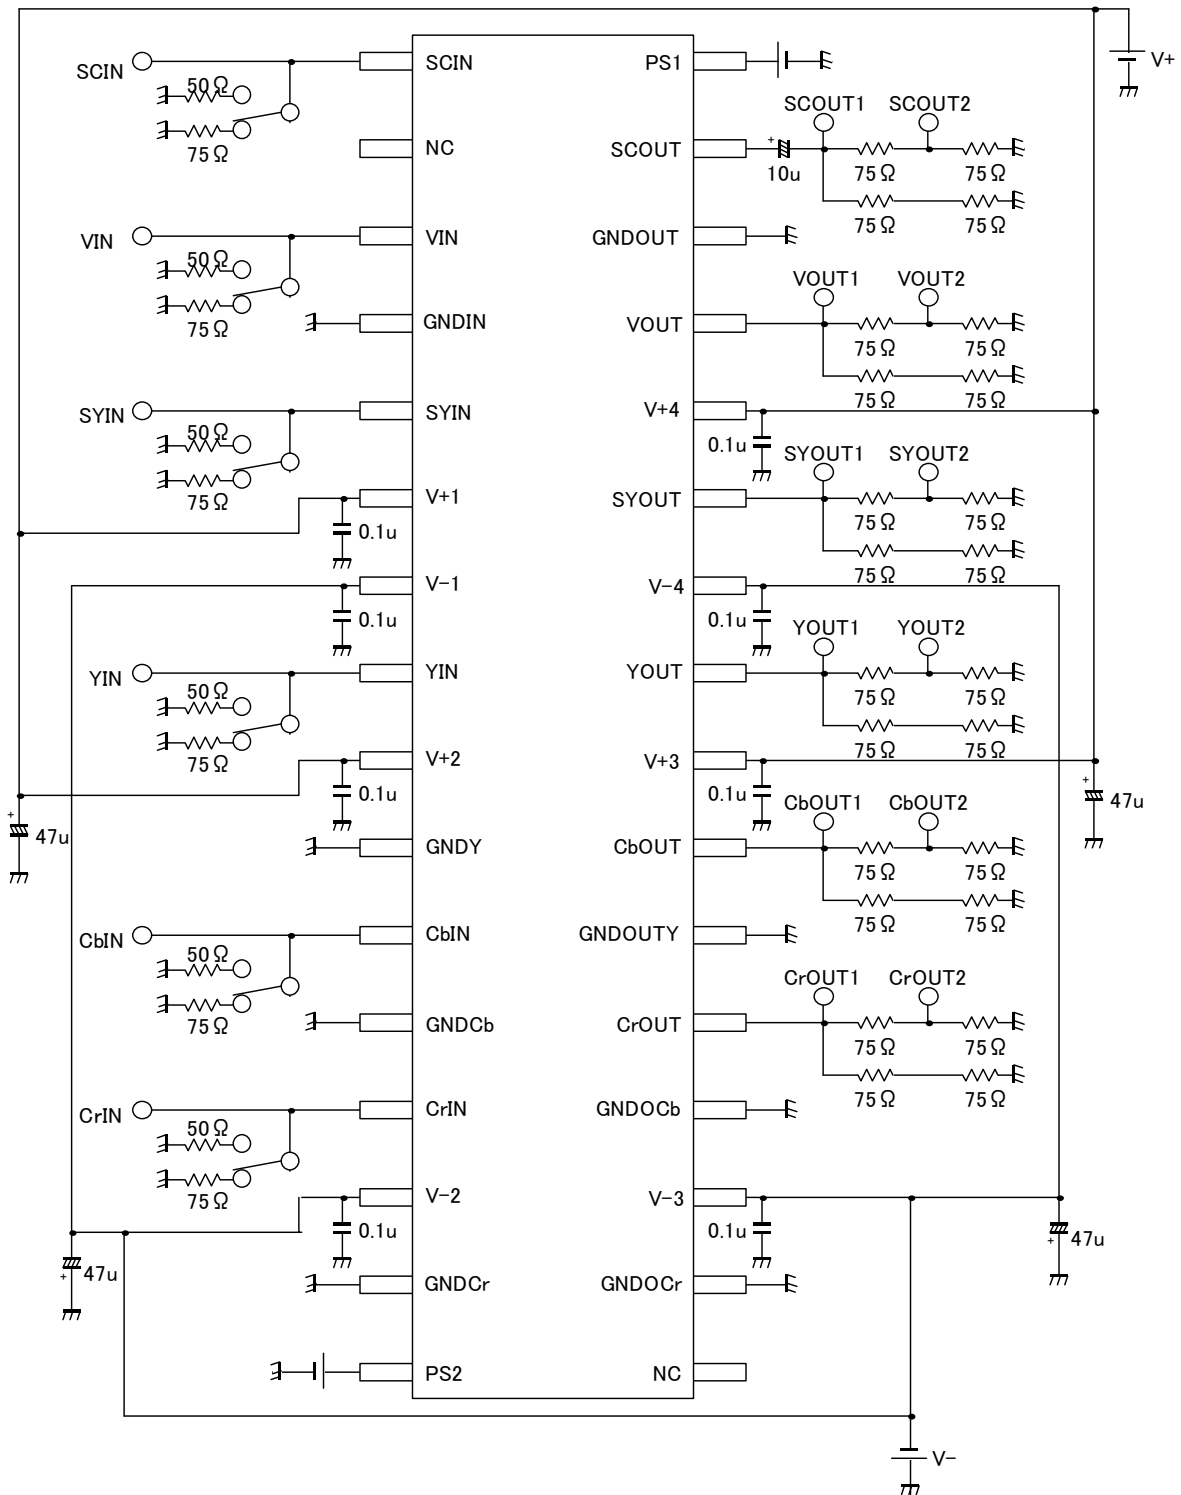 V+
SCIN
50Ω
75Ω
SCIN
PS1
SCOUT1 SCOUT2
NC
SCOUT
+
10u
75Ω 75Ω
75Ω 75Ω
VIN
50Ω
75Ω
VIN
GNDOUT
VOUT1 VOUT2
GNDIN
VOUT
75Ω 75Ω
75Ω 75Ω
SYIN
50Ω
75Ω
SYIN
V+4
0.1u
SYOUT1 SYOUT2
V+1
0.1u
SYOUT
75Ω 75Ω
75Ω 75Ω
V-1
0.1u
V-4
0.1u
YOUT1 YOUT2
YIN
50Ω
75Ω
YIN
YOUT
75Ω 75Ω
75Ω 75Ω
V+2
0.1u
V+3
0.1u
+
47u
+
47u
CbOUT1 CbOUT2
GNDY
CbOUT
75Ω 75Ω
75Ω 75Ω
CbIN
50Ω
75Ω
CbIN
GNDOUTY
CrOUT1 CrOUT2
GNDCb
CrOUT
75Ω 75Ω
75Ω 75Ω
CrIN
50Ω
75Ω
CrIN
GNDOCb
V-2
0.1u
V-3
0.1u
+
47u
+
47u
GNDCr
GNDOCr
PS2
NC
V-